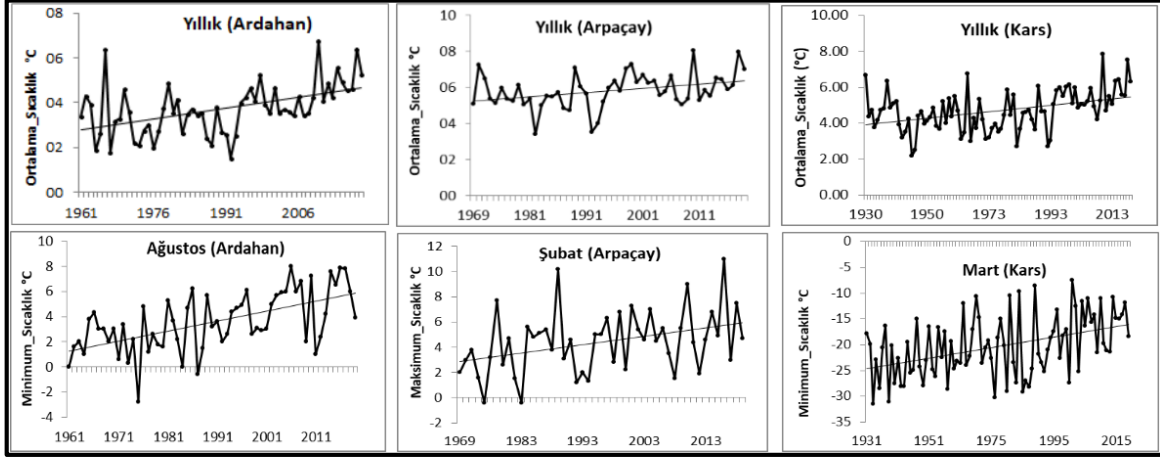 Yıllık (Ardahan)
Ortalama_Sıcaklık °C
08
06
04
02
00
1961 1976 1991 2006
Yıllık (Arpaçay)
Ortalama_Sıcaklık °C
10
08
06
04
02
00
1969 1981 1991 2001 2011
Yıllık (Kars)
Ortalama_Sıcaklık (°C)
10.00
8.00
6.00
4.00
2.00
0.00
1930 1950 1973 1993 2013
Ağustos (Ardahan)
Minimum_Sıcaklık °C
10
8
6
4
2
0
-2
-4
1961 1971 1981 1991 2001 2011
Şubat (Arpaçay)
Maksimum_Sıcaklık °C
12
10
8
6
4
2
0
-2
1969 1983 1993 2003 2013
Mart (Kars)
Minimum_Sıcaklık °C
0
-5
-10
-15
-20
-25
-30
-35
1931 1951 1975 1995 2015